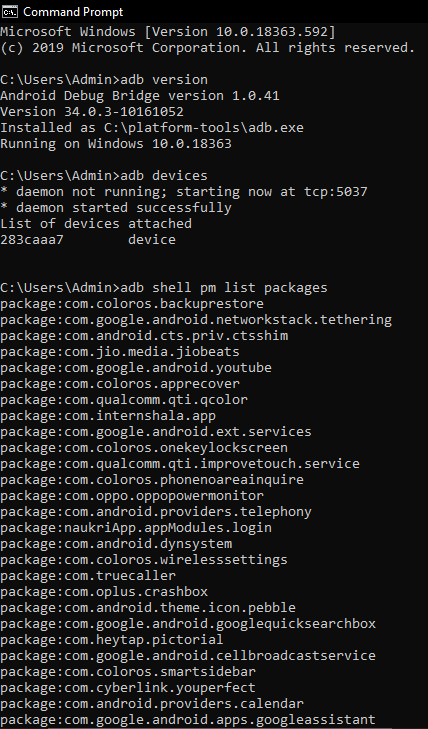 Command Prompt
Microsoft Windows [Version 10.0.18363.592]
(c) 2019 Microsoft Corporation. All rights reserved.
C:\Users\Admin>adb version
Android Debug Bridge version 1.0.41
Version 34.0.3-10161052
Installed as C:\platform-tools\adb.exe
Running on Windows 10.0.18363
C:\Users\Admin>adb devices
* daemon not running; starting now at tcp:5037
* daemon started successfully
List of devices attached
283caaa7        device
C:\Users\Admin>adb shell pm list packages
package:com.coloros.backuprestore
package:com.google.android.networkstack.tethering
package:com.android.cts.priv.ctsshim
package:com.jio.media.jiobeats
package:com.google.android.youtube
package:com.coloros.apprecover
package:com.qualcomm.qti.qcolor
package:com.internshala.app
package:com.google.android.ext.services
package:com.coloros.onekeylockscreen
package:com.qualcomm.qti.improvetouch.service
package:com.coloros.phonenoareainquire
package:com.oppo.oppopowermonitor
package:com.android.providers.telephony
package:naukriApp.appModules.login
package:com.android.dynsystem
package:com.coloros.wirelesssettings
package:com.truecaller
package:com.oplus.crashbox
package:com.android.theme.icon.pebble
package:com.google.android.googlequicksearchbox
package:com.heytap.pictorial
package:com.google.android.cellbroadcastservice
package:com.coloros.smartsidebar
package:com.cyberlink.youperfect
package:com.android.providers.calendar
package:com.google.android.apps.googleassistant